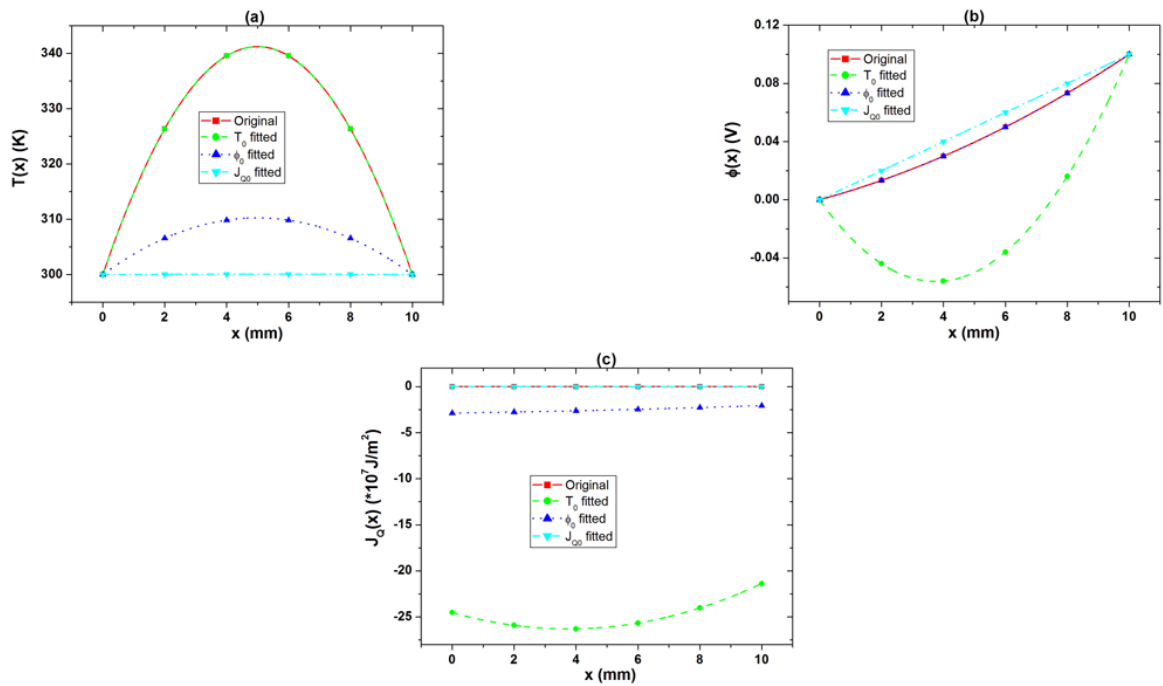 (a)
T(x) (K)
340
330
320
310
300
Original
T0 fitted
ϕ0 fitted
JQ0 fitted
0 2 4 6 8 10
x (mm)
(b)
ϕ(x) (V)
0.12
0.08
0.04
0.00
-0.04
Original
T0 fitted
ϕ0 fitted
JQ0 fitted
0 2 4 6 8 10
x (mm)
(c)
JQ(x) (*10^7J/m^2)
0
-5
-10
-15
-20
-25
Original
T0 fitted
ϕ0 fitted
JQ0 fitted
0 2 4 6 8 10
x (mm)